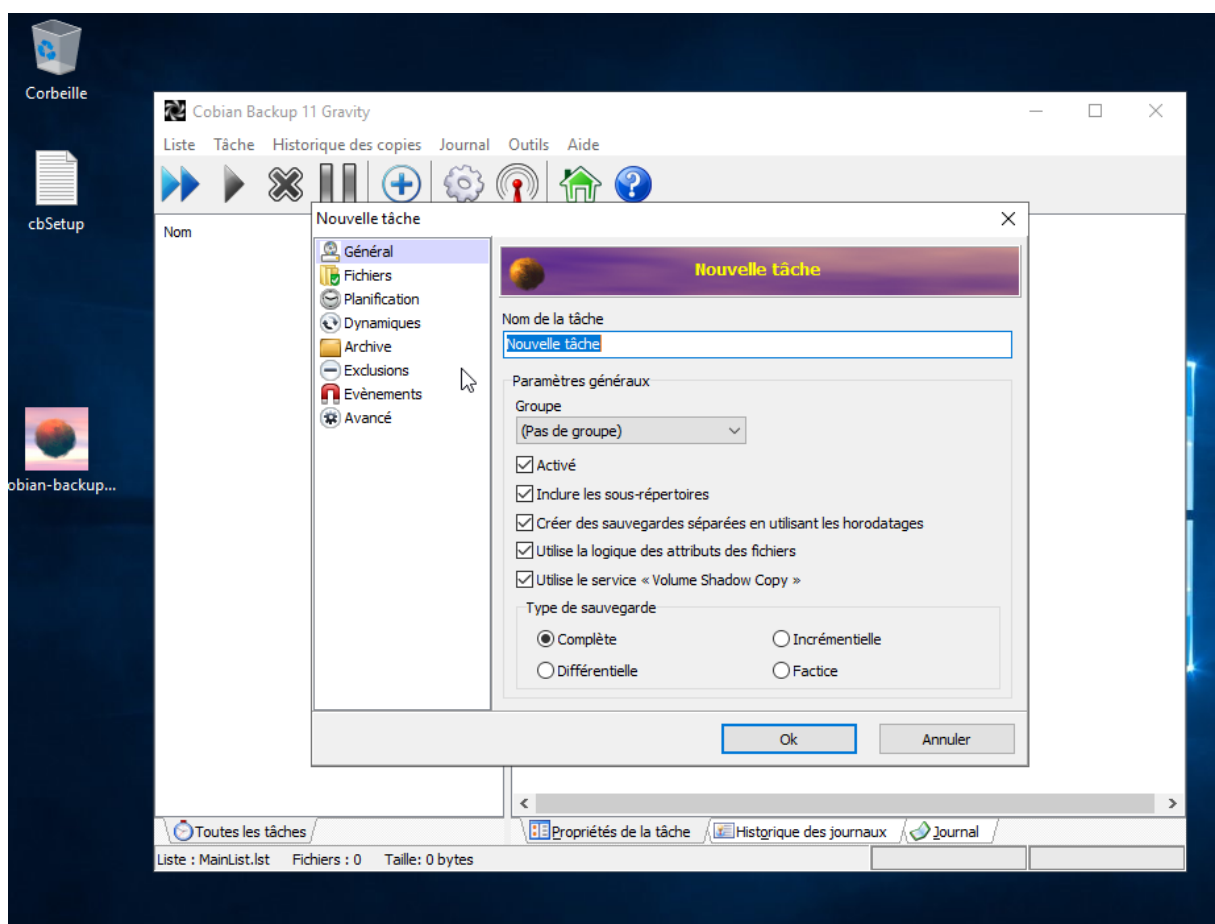 Corbeille
cbSetup
obian-backup...
Cobian Backup 11 Gravity
Liste Tâche Historique des copies Journal Outils Aide
Nom
Nouvelle tâche
Général
Fichiers
Planification
Dynamiques
Archive
Exclusions
Evènements
Avancé
Nouvelle tâche
Nom de la tâche
Nouvelle tâche
Paramètres généraux
Groupe
(Pas de groupe)
Activé
Inclure les sous-répertoires
Créer des sauvegardes séparées en utilisant les horodatages
Utilise la logique des attributs des fichiers
Utilise le service « Volume Shadow Copy »
Type de sauvegarde
Complète Incrémentielle
Différentielle Factice
Ok Annuler
Toutes les tâches
Propriétés de la tâche Historique des journaux Journal
Liste : MainList.lst Fichiers : 0 Taille: 0 bytes